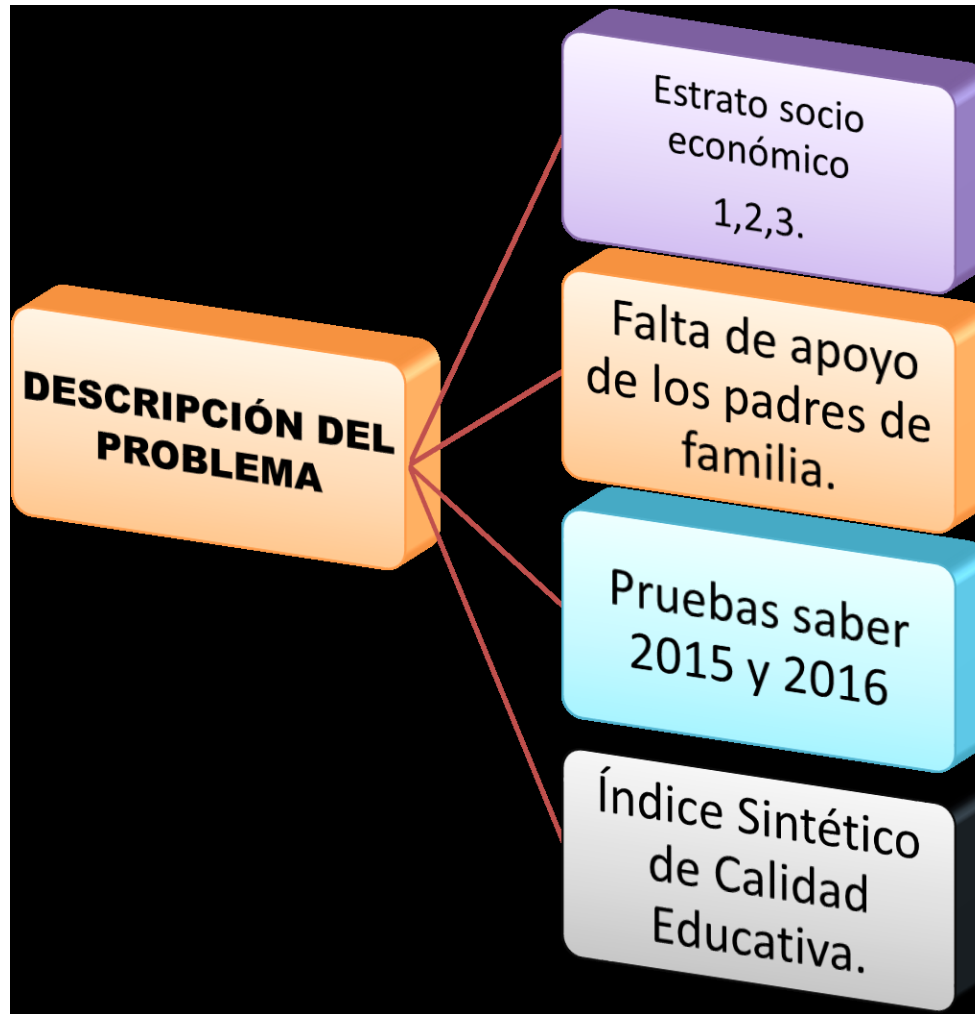 DESCRIPCIÓN DEL
PROBLEMA
Estrato socio
económico
1,2,3.
Falta de apoyo
de los padres de
familia.
Pruebas saber
2015 y 2016
Índice Sintético
de Calidad
Educativa.